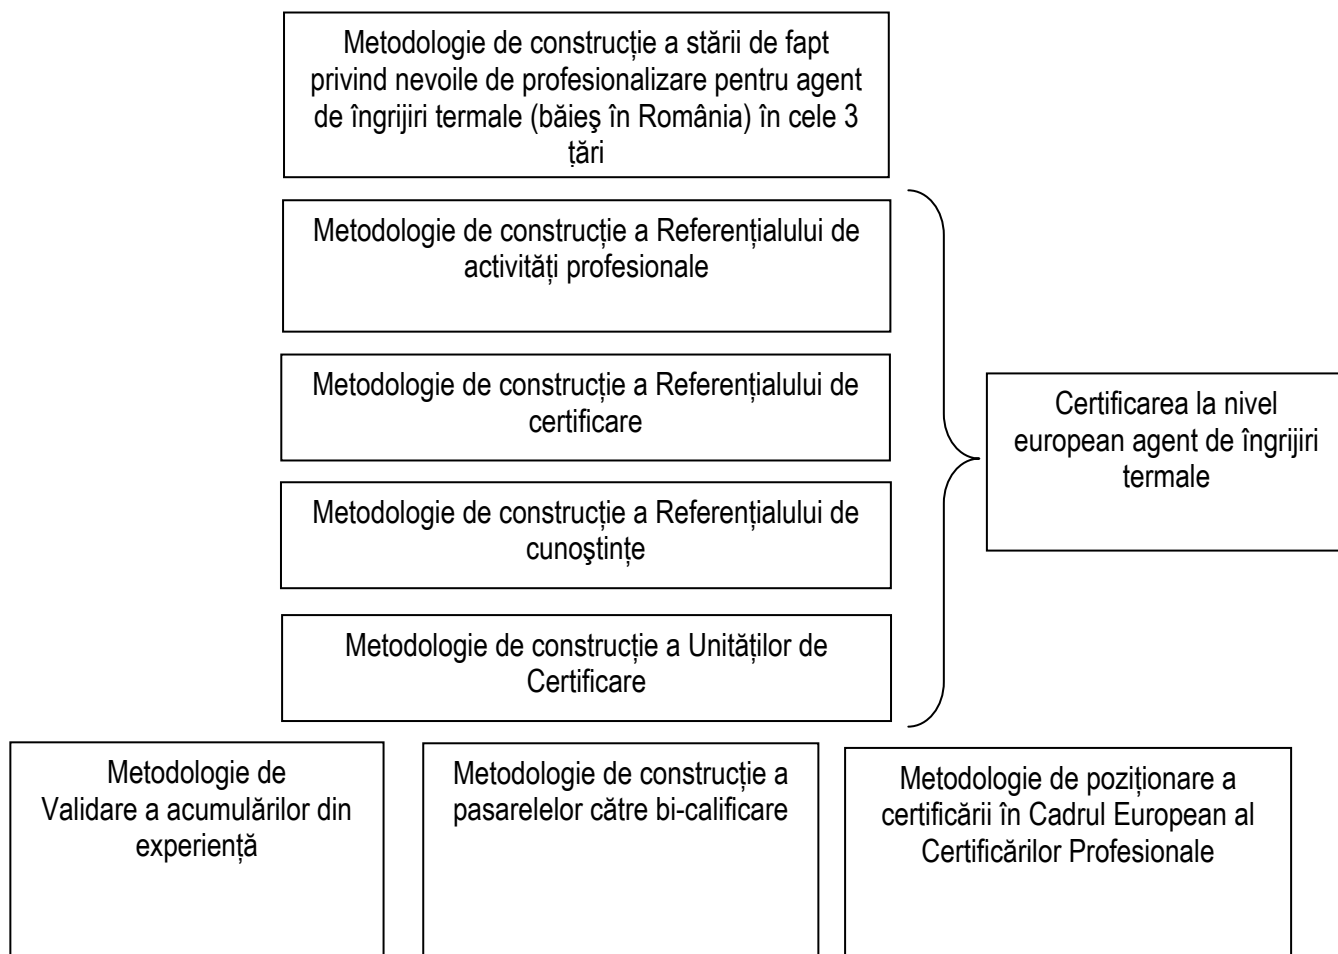 Metodologie de construcție a stării de fapt
privind nevoile de profesionalizare pentru agent
de îngrijiri termale (băieş în România) în cele 3
țări
Metodologie de construcție a Referențialului de
activități profesionale
Metodologie de construcție a Referențialului de
certificare
Metodologie de construcție a Referențialului de
cunoştințe
Metodologie de construcție a Unităților de
Certificare
Certificarea la nivel
european agent de îngrijiri
termale
Metodologie de
Validare a acumulărilor din
experiență
Metodologie de construcție a
pasarelelor către bi-calificare
Metodologie de poziționare a
certificării în Cadrul European al
Certificărilor Profesionale